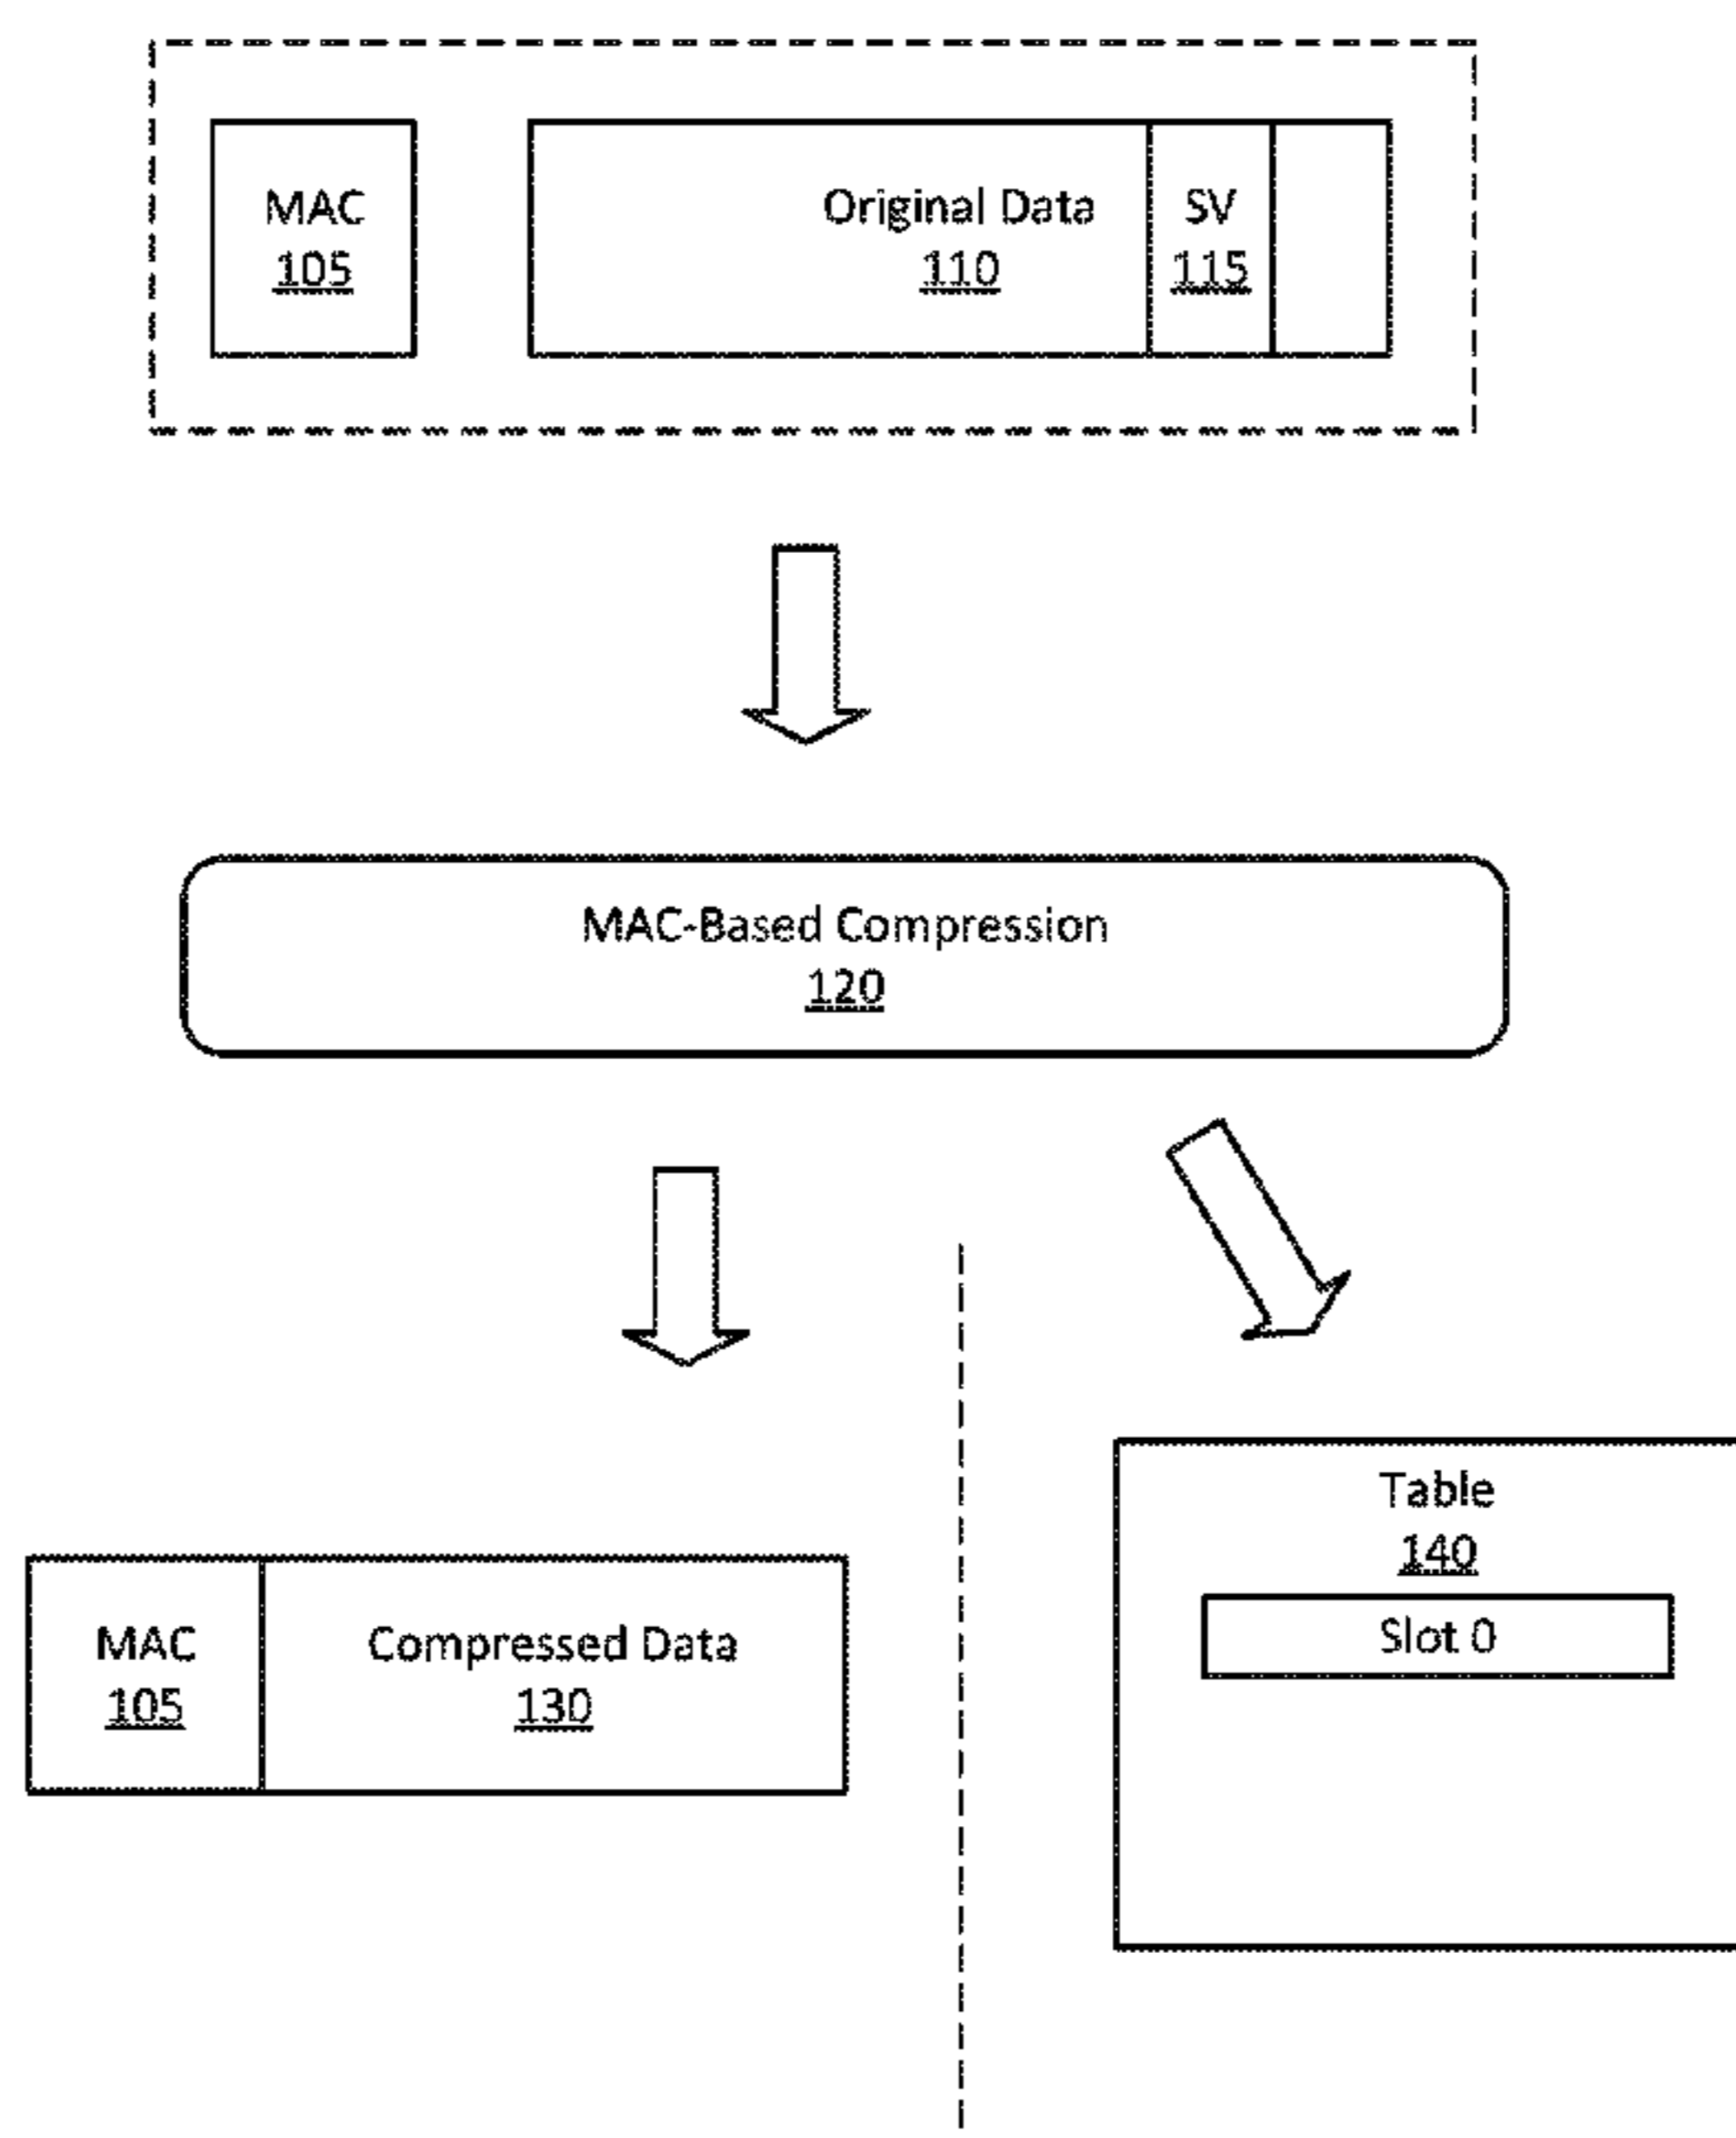 MAC
105
Original Data
110
SV
115
MAC-Based Compression
120
MAC
105
Compressed Data
130
Table
140
Slot 0